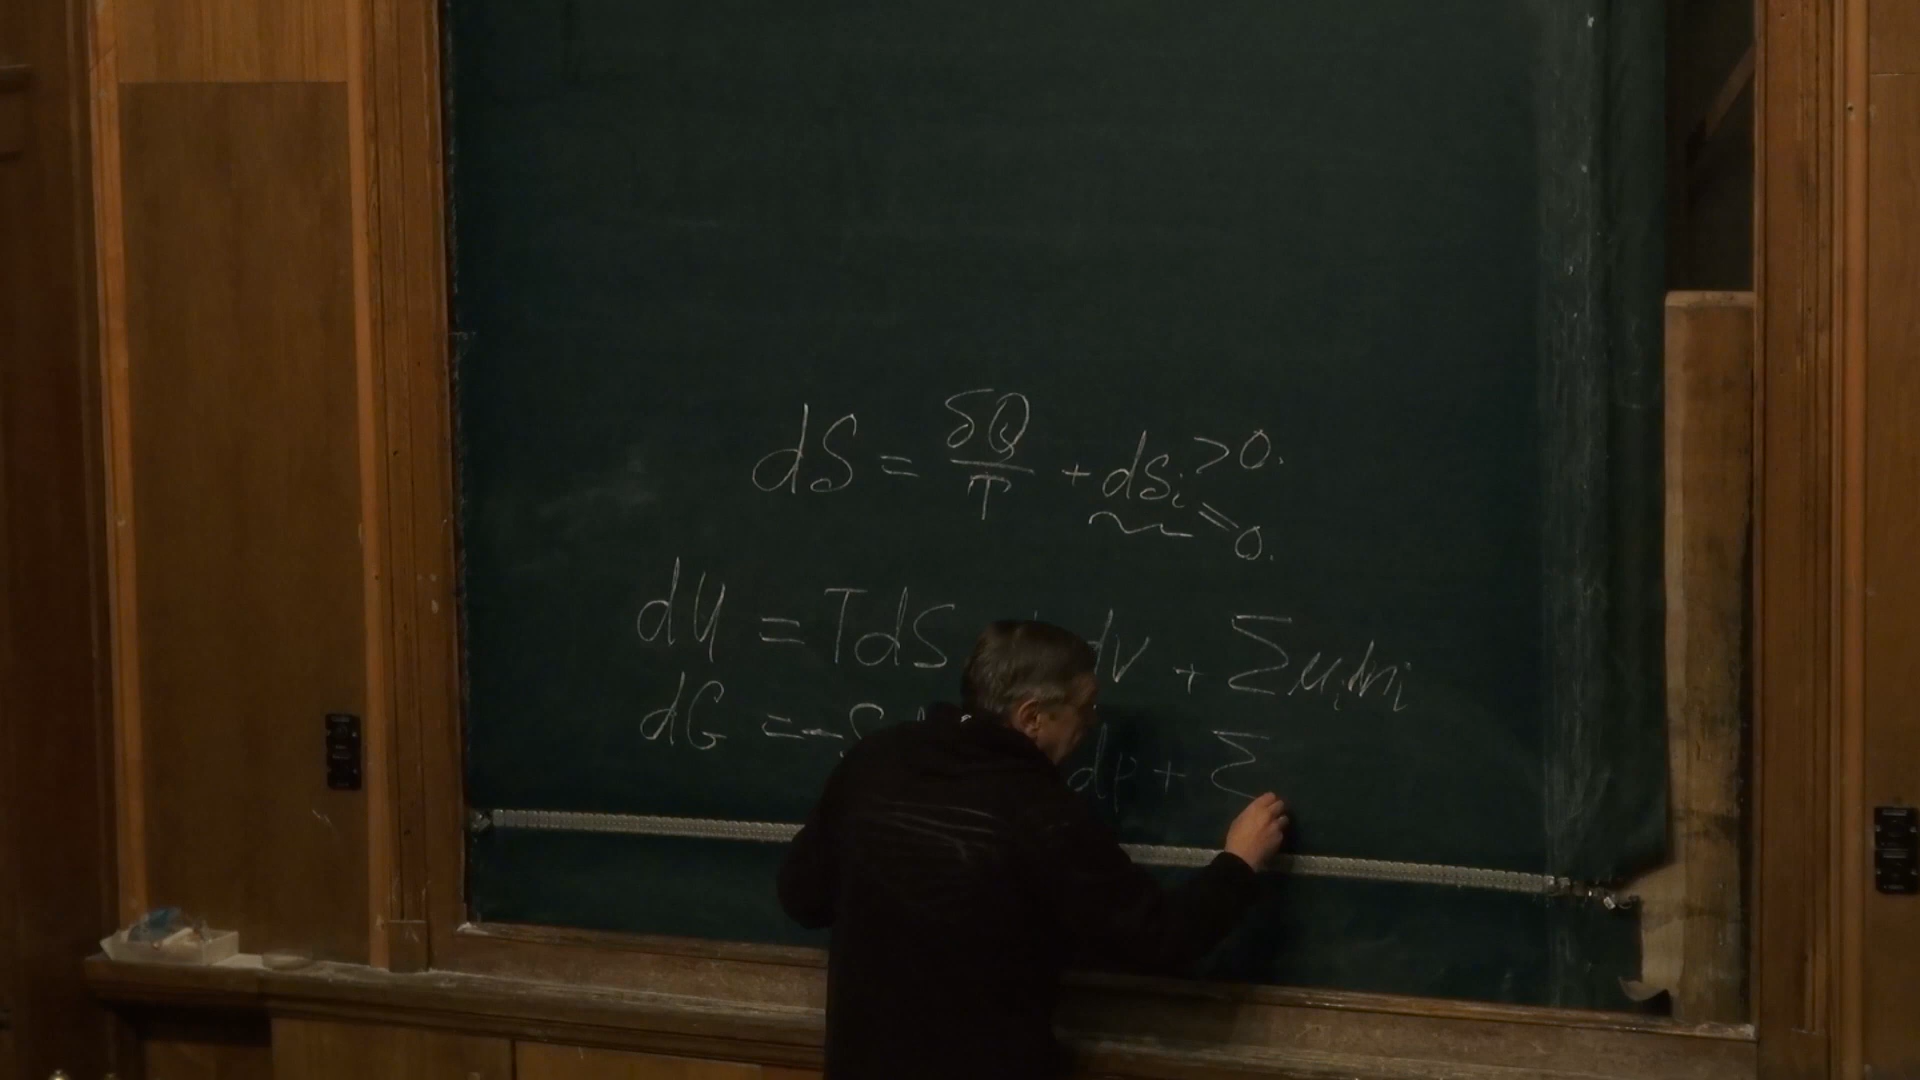 dS = δQ/T + dSᵢ > 0.
= 0.
dU = TdS dV + Σμᵢdnᵢ
dG = -S dp + Σ